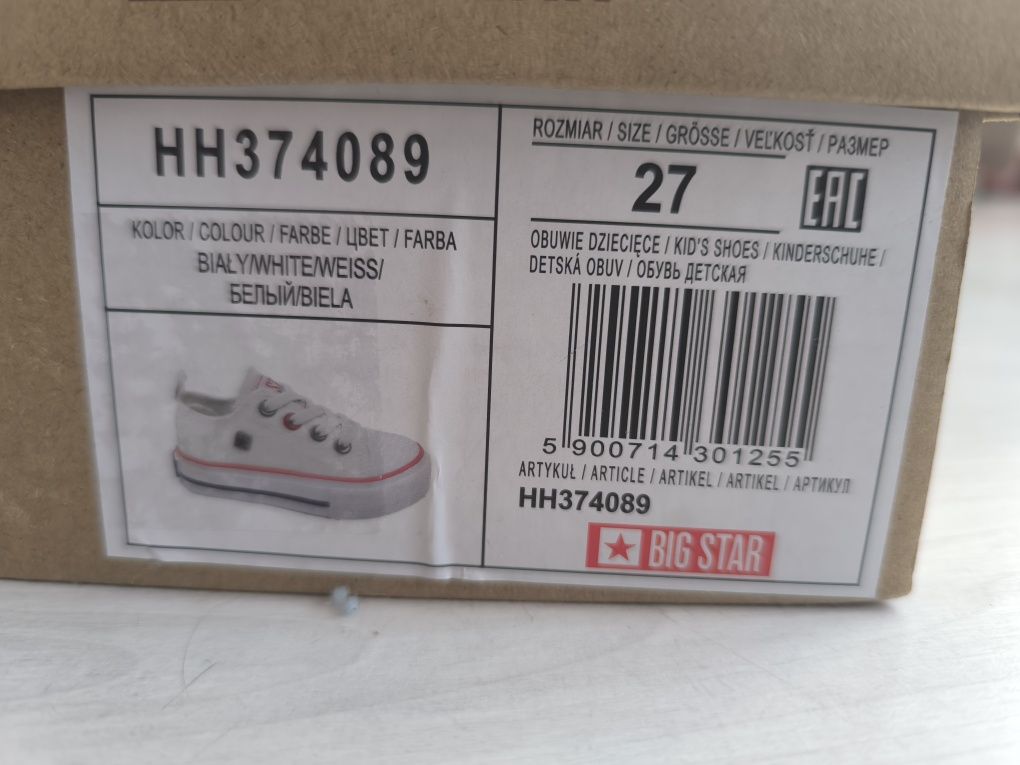 HH374089
KOLOR / COLOUR / FARBE / ЦВЕТ / FARBA
BIAŁY/WHITE/WEISS/
БЕЛЫЙ/BIELA
ROZMIAR / SIZE / GRÖSSE / VEĽKOSŤ / РАЗМЕР
27
EAC
OBUWIE DZIECIĘCE / KID'S SHOES / KINDERSCHUHE /
DETSKÁ OBUV / ОБУВЬ ДЕТСКАЯ
5 900714 301255
ARTYKUŁ / ARTICLE / ARTIKEL / ARTIKEL / АРТИКУЛ
HH374089
BIG STAR